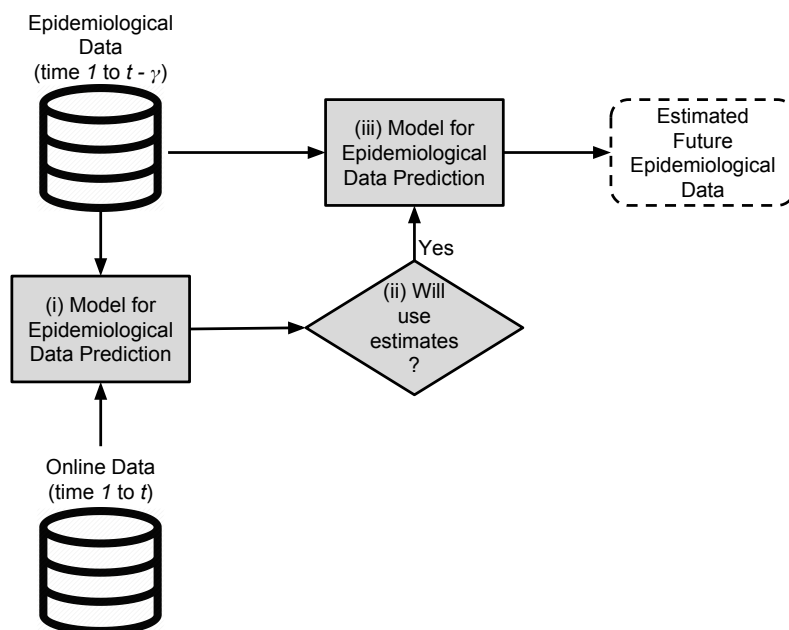 Epidemiological
Data
(time 1 to t - γ)
(iii) Model for
Epidemiological
Data Prediction
Estimated
Future
Epidemiological
Data
Yes
(i) Model for
Epidemiological
Data Prediction
(ii) Will
use
estimates
?
Online Data
(time 1 to t)